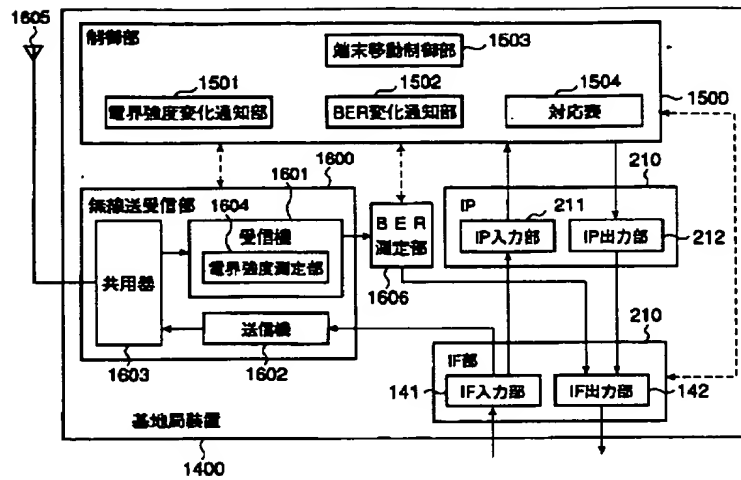 1605
制御部
端末移動制御部
1503
1501
1502
1504
電界強度変化通知部
BER変化通知部
対応表
1500
1600
1601
210
無線送受信部
1604
受信機
電界強度測定部
BER
測定部
1606
IP
211
IP入力部
IP出力部
212
共用器
送信機
1603
1602
210
IF部
141
IF入力部
IF出力部
142
基地局装置
1400